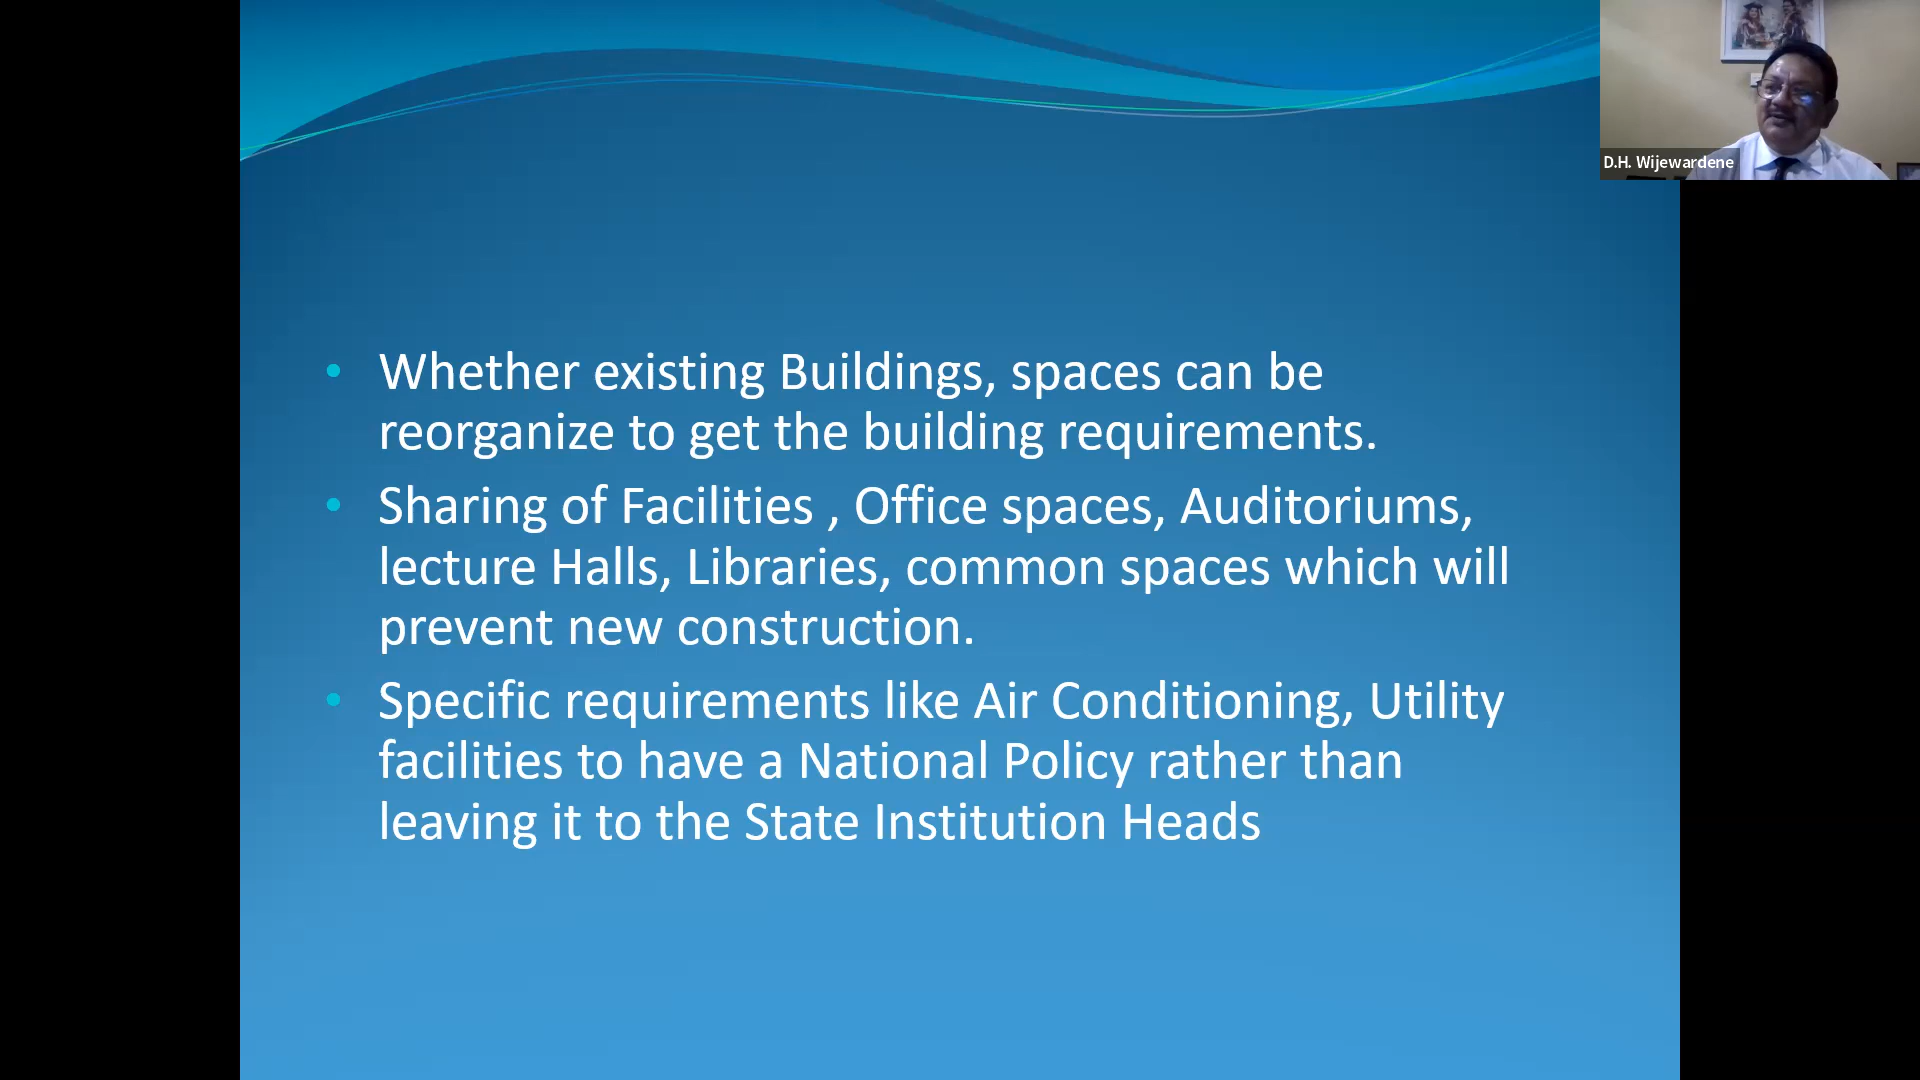 D.H. Wijewardene
• Whether existing Buildings, spaces can be
reorganize to get the building requirements.
• Sharing of Facilities , Office spaces, Auditoriums,
lecture Halls, Libraries, common spaces which will
prevent new construction.
• Specific requirements like Air Conditioning, Utility
facilities to have a National Policy rather than
leaving it to the State Institution Heads